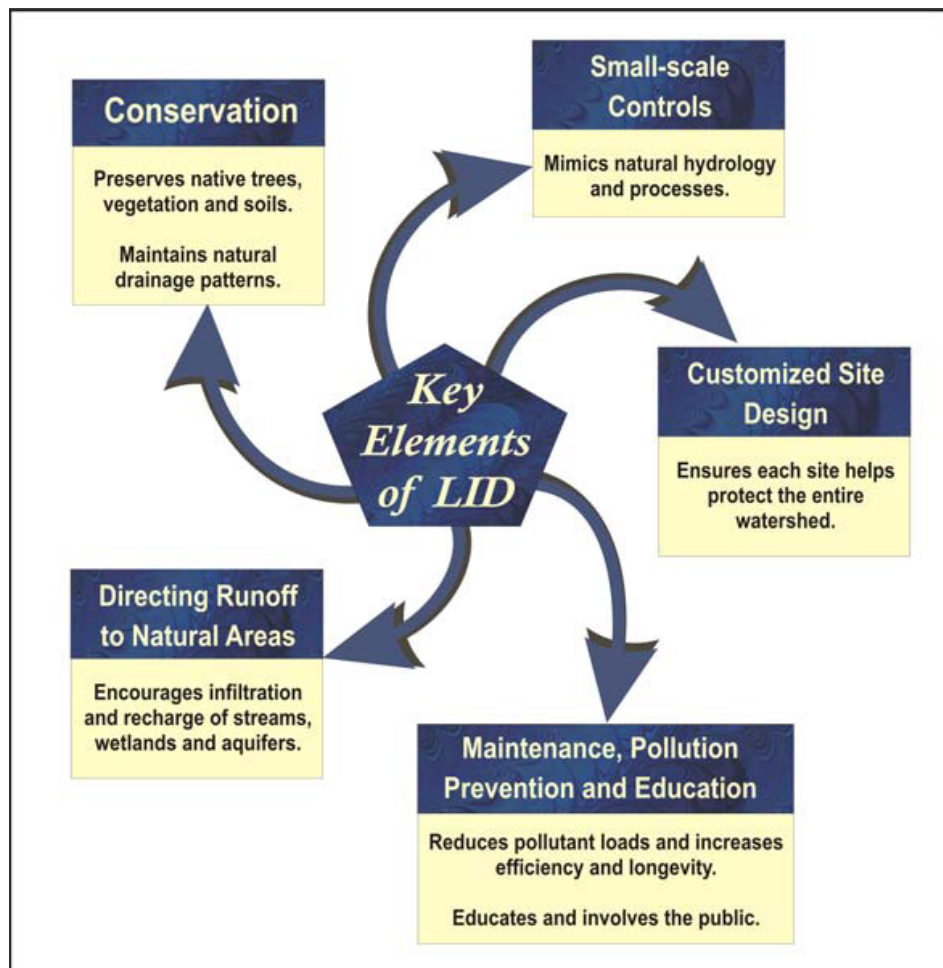 Conservation
Preserves native trees,
vegetation and soils.
Maintains natural
drainage patterns.
Small-scale
Controls
Mimics natural hydrology
and processes.
Key
Elements
of LID
Customized Site
Design
Ensures each site helps
protect the entire
watershed.
Directing Runoff
to Natural Areas
Encourages infiltration
and recharge of streams,
wetlands and aquifers.
Maintenance, Pollution
Prevention and Education
Reduces pollutant loads and increases
efficiency and longevity.
Educates and involves the public.